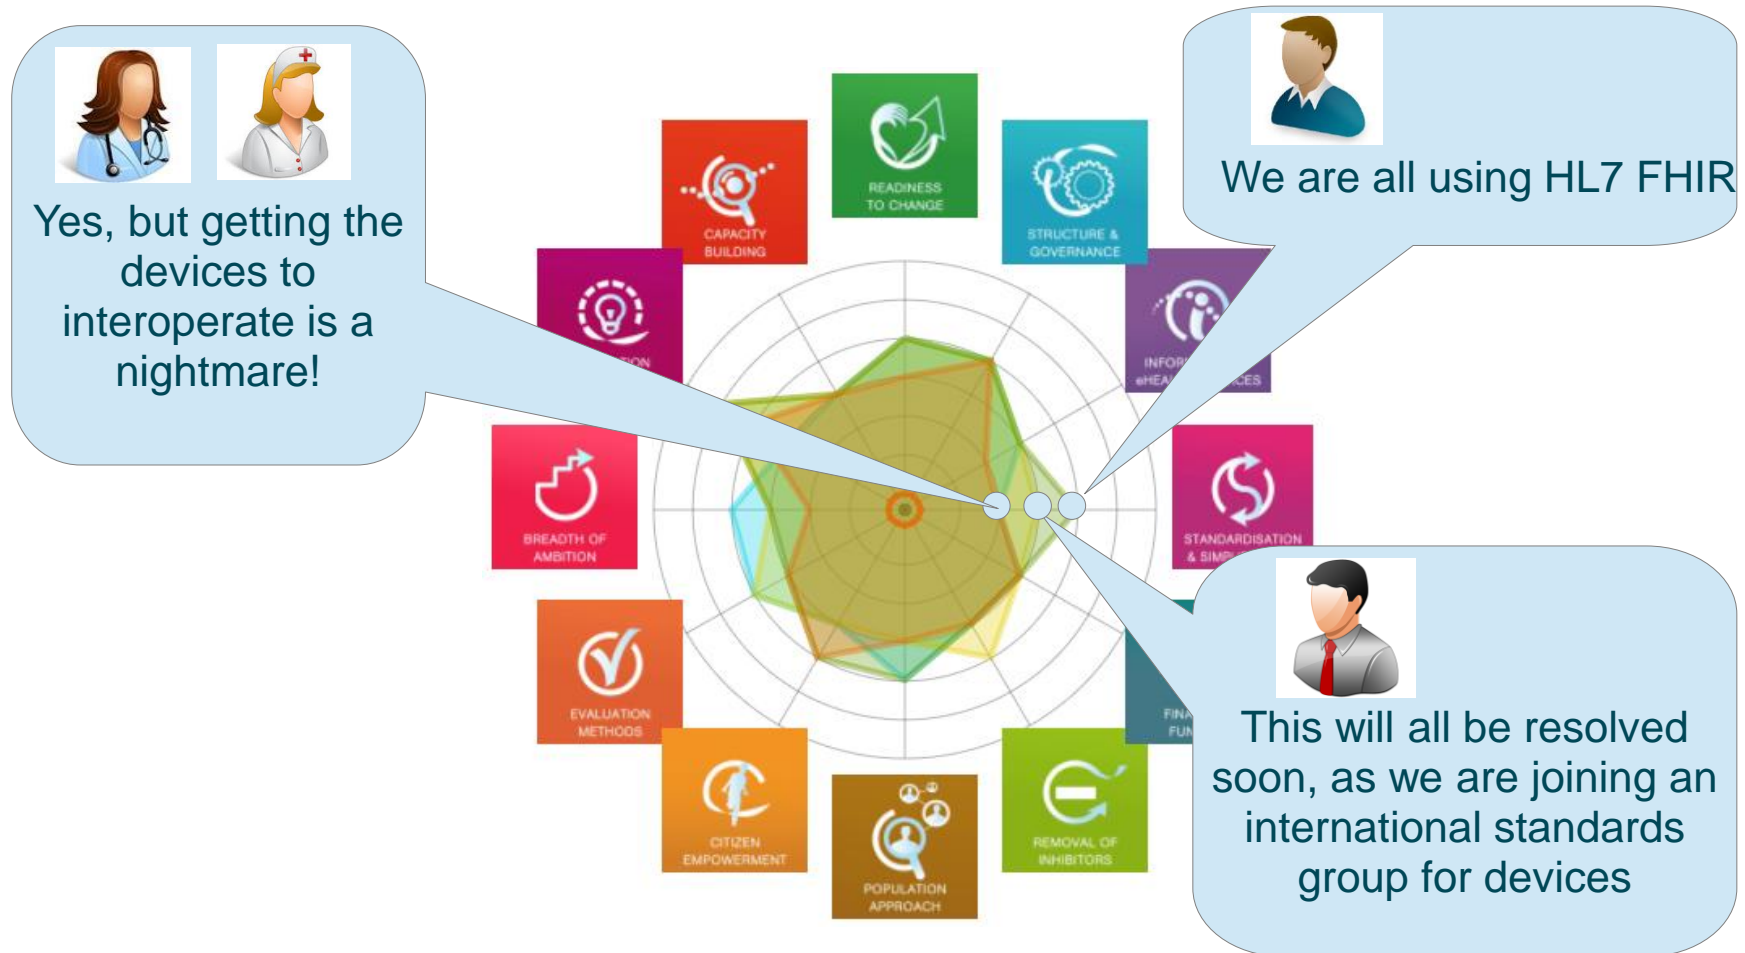 Yes, but getting the
devices to
interoperate is a
nightmare!
We are all using HL7 FHIR
READINESS
TO CHANGE
CAPACITY
BUILDING
STRUCTURE &
GOVERNANCE
BREADTH OF
AMBITION
STANDARDISATION
EVALUATION
METHODS
CITIZEN
EMPOWERMENT
POPULATION
APPROACH
REMOVAL OF
INHIBITORS
This will all be resolved
soon, as we are joining an
international standards
group for devices